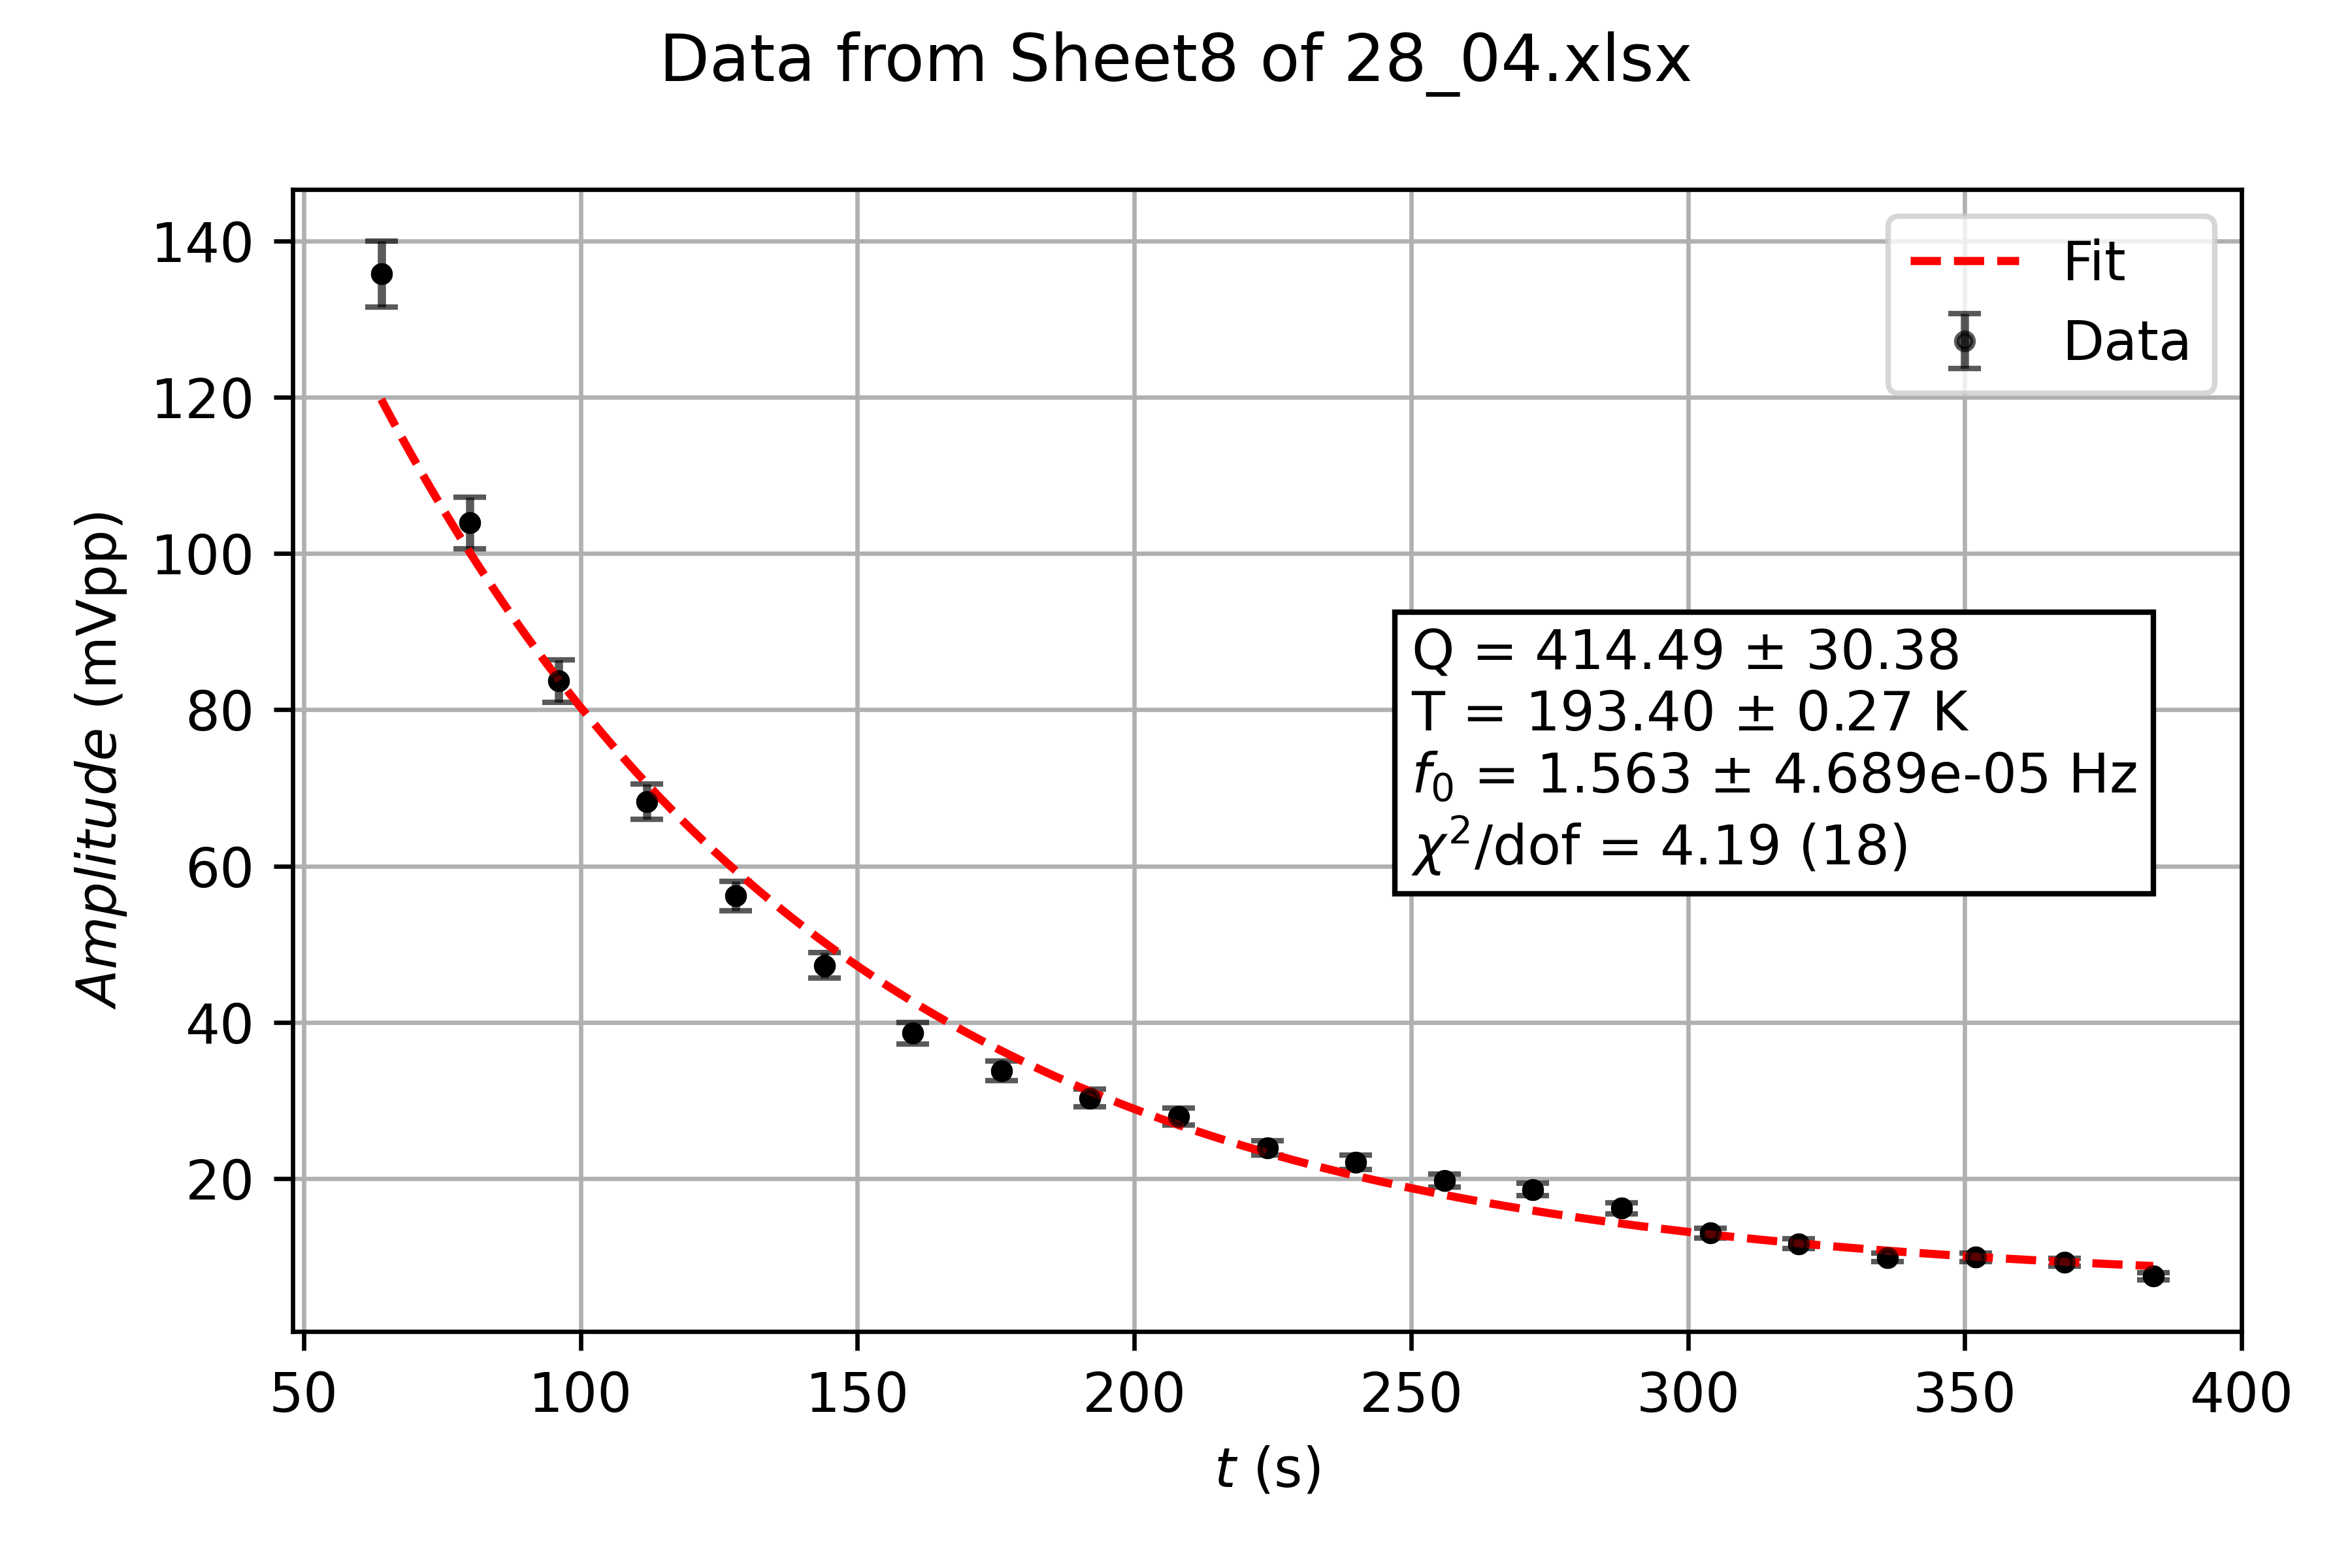 Data from Sheet8 of 28_04.xlsx
140
120
100
80
60
40
20
Amplitude (mVpp)
Fit
Data
Q = 414.49 ± 30.38
T = 193.40 ± 0.27 K
f₀ = 1.563 ± 4.689e-05 Hz
χ²/dof = 4.19 (18)
50 100 150 200 250 300 350 400
t (s)